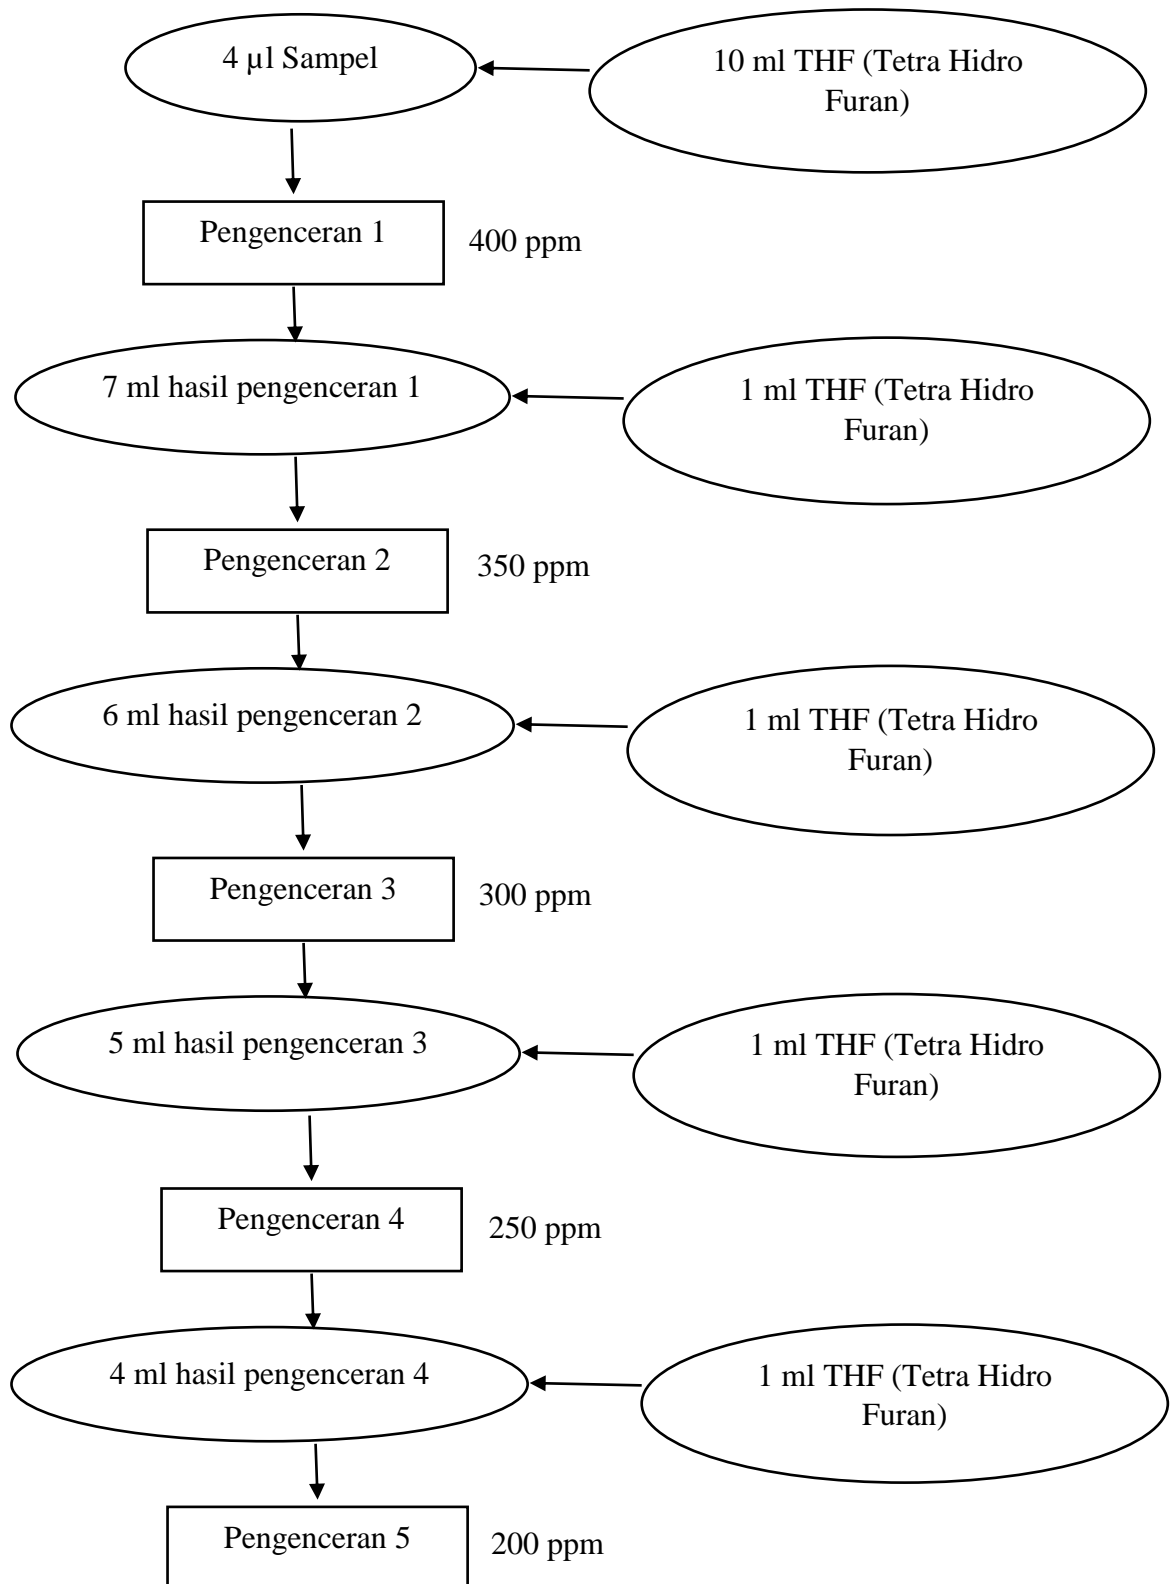 4 µl Sampel
10 ml THF (Tetra Hidro
Furan)
Pengenceran 1
400 ppm
7 ml hasil pengenceran 1
1 ml THF (Tetra Hidro
Furan)
Pengenceran 2
350 ppm
6 ml hasil pengenceran 2
1 ml THF (Tetra Hidro
Furan)
Pengenceran 3
300 ppm
5 ml hasil pengenceran 3
1 ml THF (Tetra Hidro
Furan)
Pengenceran 4
250 ppm
4 ml hasil pengenceran 4
1 ml THF (Tetra Hidro
Furan)
Pengenceran 5
200 ppm